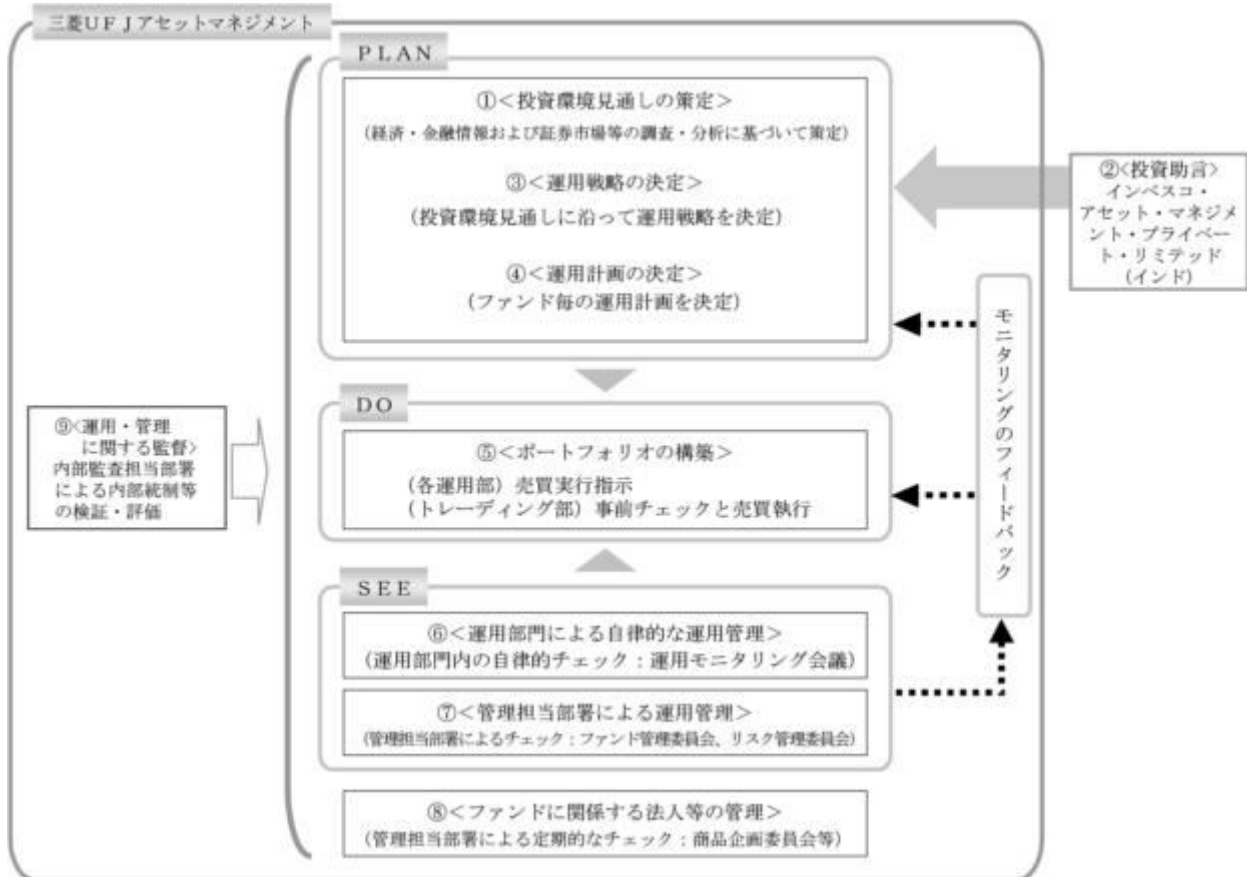 三菱UFJアセットマネジメント
PLAN
①<投資環境見通しの策定>
(経済・金融情報および証券市場等の調査・分析に基づいて策定)
③<運用戦略の決定>
(投資環境見通しに沿って運用戦略を決定)
④<運用計画の決定>
(ファンド毎の運用計画を決定)
②<投資助言>
インベスコ・
アセット・マネジメ
ント・プライベー
ト・リミテッド
(インド)
モニタリングのフィードバック
DO
⑤<ポートフォリオの構築>
(各運用部)売買実行指示
(トレーディング部)事前チェックと売買執行
⑨<運用・管理
に関する監督>
内部監査担当部署
による内部統制等
の検証・評価
SEE
⑥<運用部門による自律的な運用管理>
(運用部門内の自律的チェック:運用モニタリング会議)
⑦<管理担当部署による運用管理>
(管理担当部署によるチェック:ファンド管理委員会、リスク管理委員会)
⑧<ファンドに関係する法人等の管理>
(管理担当部署による定期的なチェック:商品企画委員会等)